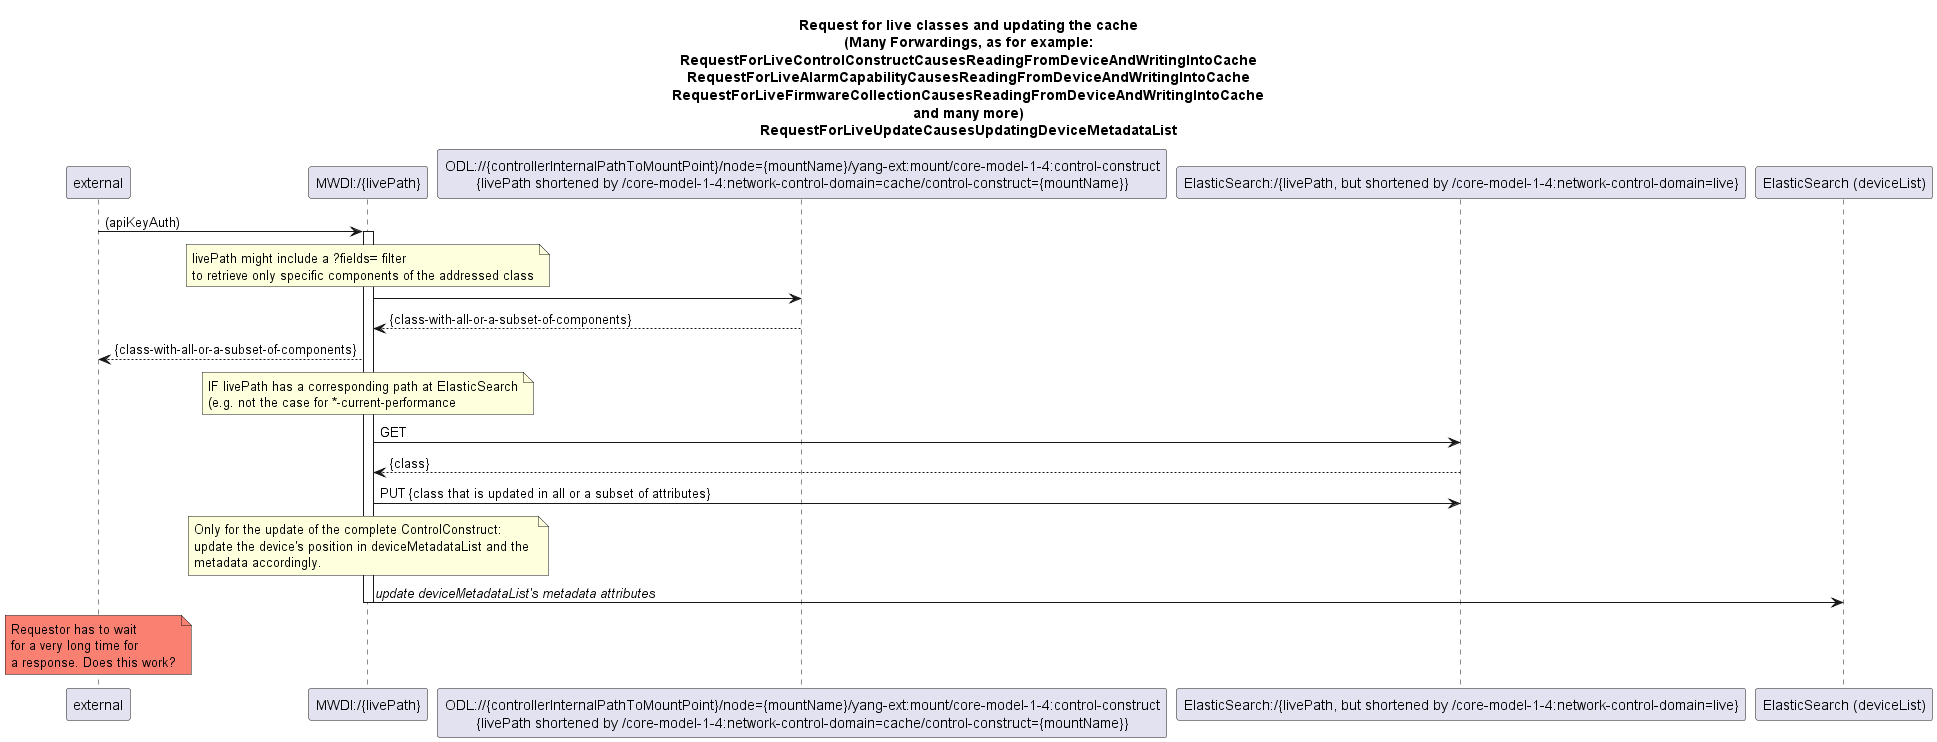 Request for live classes and updating the cache
(Many Forwardings, as for example:
RequestForLiveControlConstructCausesReadingFromDeviceAndWritingIntoCache
RequestForLiveAlarmCapabilityCausesReadingFromDeviceAndWritingIntoCache
RequestForLiveFirmwareCollectionCausesReadingFromDeviceAndWritingIntoCache
and many more)
RequestForLiveUpdateCausesUpdatingDeviceMetadataList
external
MWDI:/{livePath}
ODL://{controllerInternalPathToMountPoint}/node={mountName}/yang-ext:mount/core-model-1-4:control-construct
{livePath shortened by /core-model-1-4:network-control-domain=cache/control-construct={mountName}}
ElasticSearch:/{livePath, but shortened by /core-model-1-4:network-control-domain=live}
ElasticSearch (deviceList)
(apiKeyAuth)
livePath might include a ?fields= filter
to retrieve only specific components of the addressed class
{class-with-all-or-a-subset-of-components}
{class-with-all-or-a-subset-of-components}
IF livePath has a corresponding path at ElasticSearch
(e.g. not the case for *-current-performance
GET
{class}
PUT {class that is updated in all or a subset of attributes}
Only for the update of the complete ControlConstruct:
update the device's position in deviceMetadataList and the
metadata accordingly.
update deviceMetadataList's metadata attributes
Requestor has to wait
for a very long time for
a response. Does this work?
external
MWDI:/{livePath}
ODL://{controllerInternalPathToMountPoint}/node={mountName}/yang-ext:mount/core-model-1-4:control-construct
{livePath shortened by /core-model-1-4:network-control-domain=cache/control-construct={mountName}}
ElasticSearch:/{livePath, but shortened by /core-model-1-4:network-control-domain=live}
ElasticSearch (deviceList)